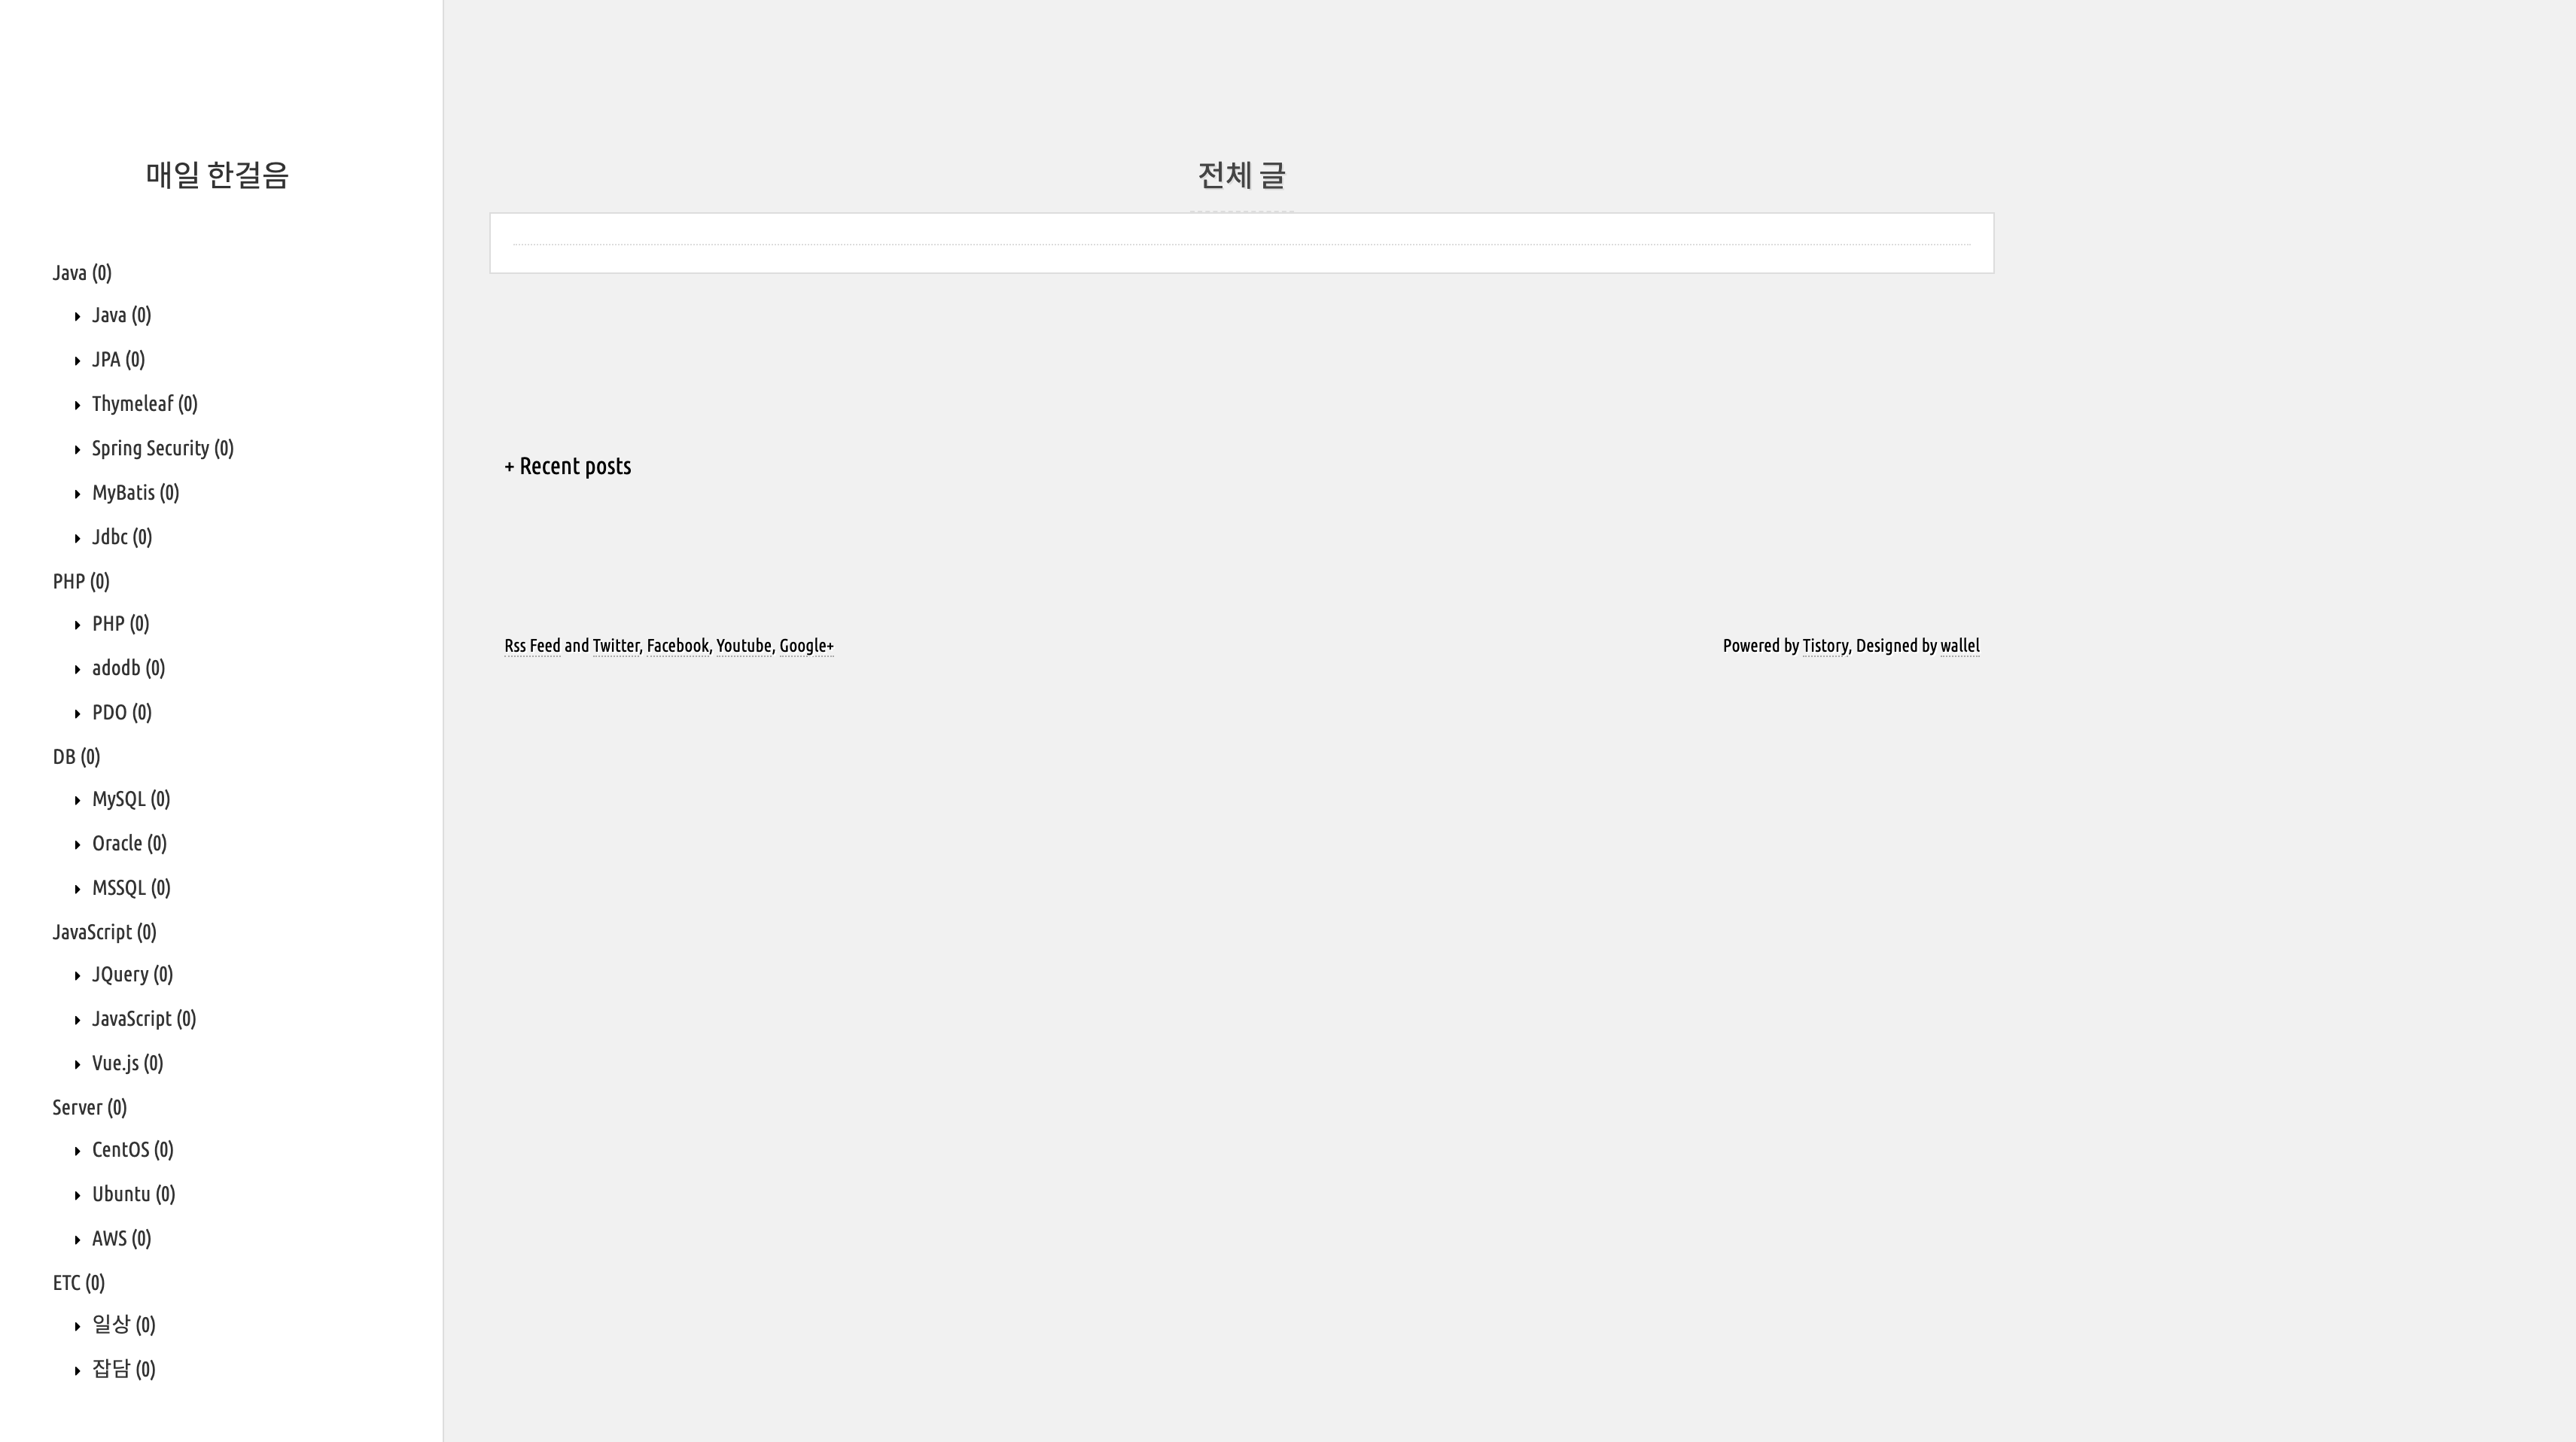 매일 한걸음
Java (0)
Java (0)
JPA (0)
Thymeleaf (0)
Spring Security (0)
MyBatis (0)
Jdbc (0)
PHP (0)
PHP (0)
adodb (0)
PDO (0)
DB (0)
MySQL (0)
Oracle (0)
MSSQL (0)
JavaScript (0)
JQuery (0)
JavaScript (0)
Vue.js (0)
Server (0)
CentOS (0)
Ubuntu (0)
AWS (0)
ETC (0)
일상 (0)
잡담 (0)
전체 글
+ Recent posts
Rss Feed and Twitter, Facebook, Youtube, Google+
Powered by Tistory, Designed by wallel